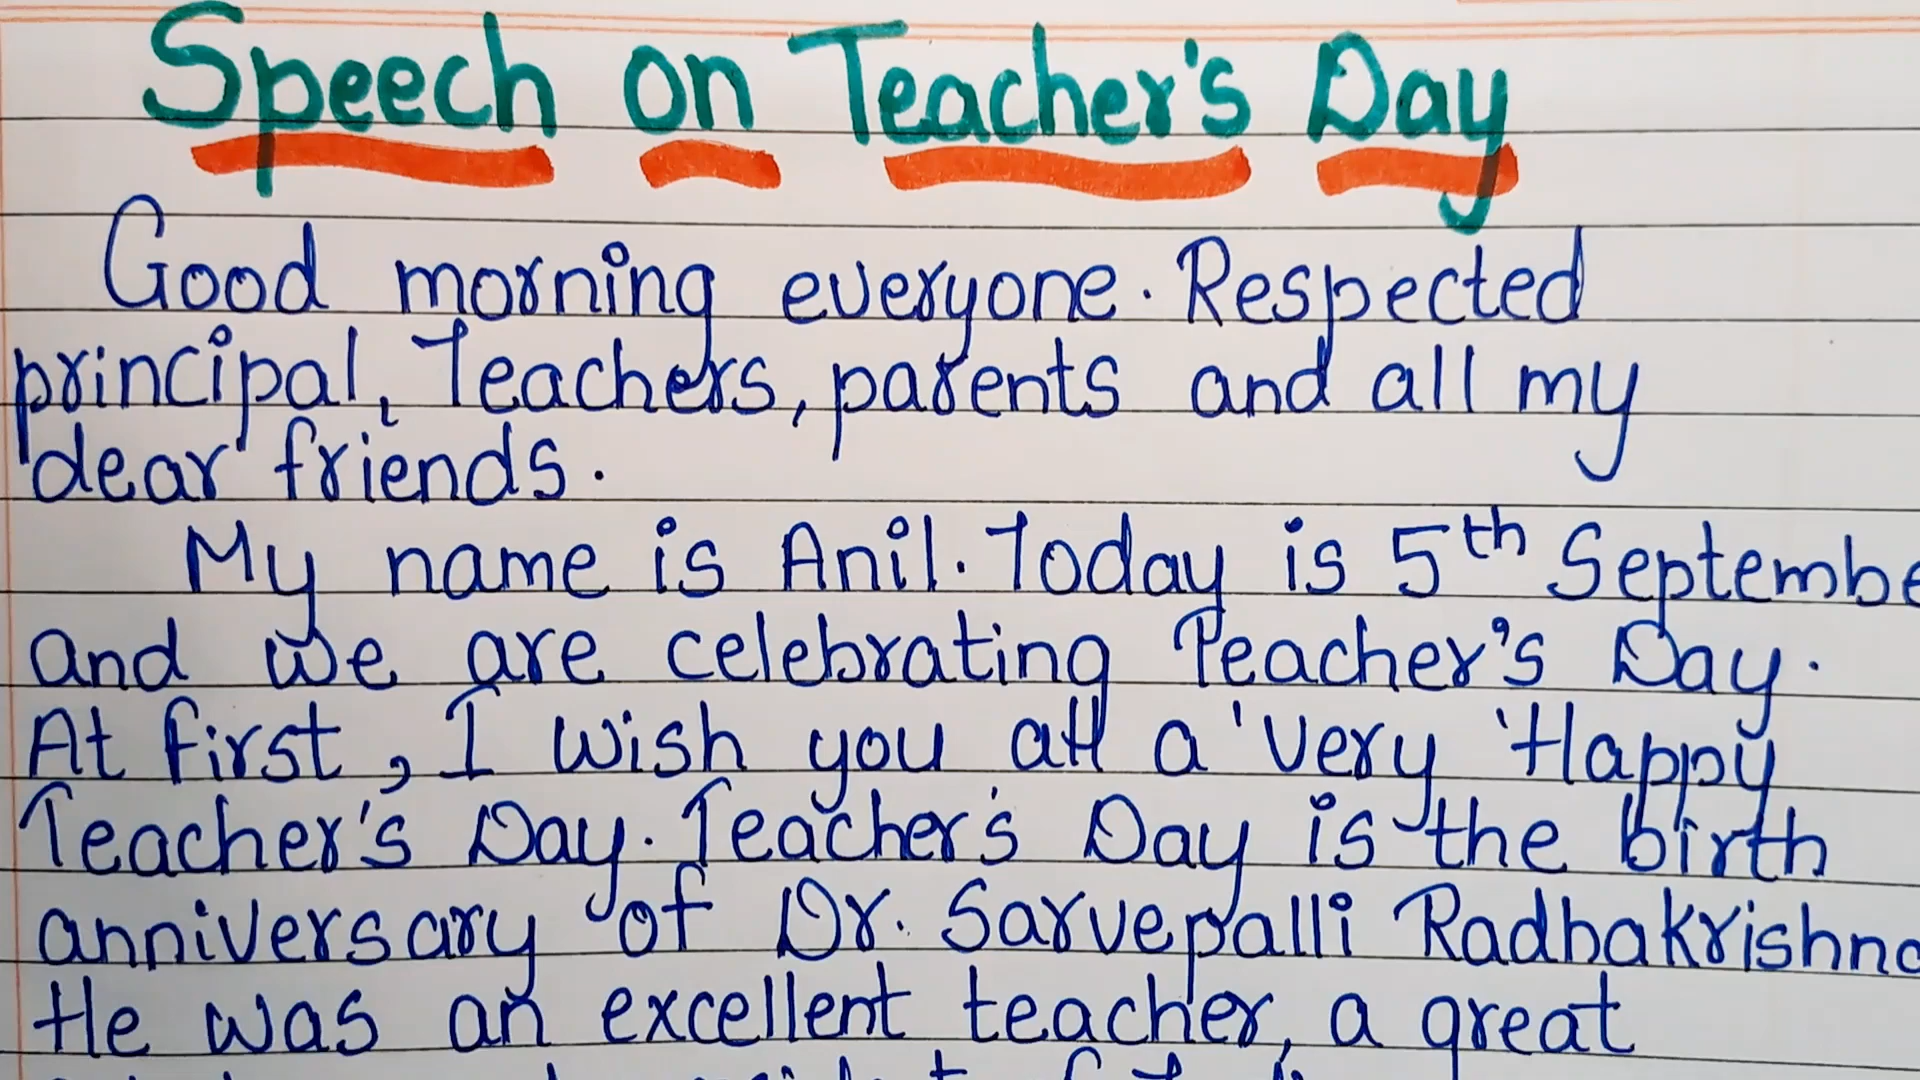 Speech on Teacher's Day
Good morning everyone. Respected
principal, Teachers, parents and all my
dear friends.
My name is Anil. Today is 5th Septembe
and we are celebrating Teacher's Day.
At first, I wish you all a very Happy
Teacher's Day. Teacher's Day is the birth
anniversary of Dr. Sarvepalli Radhakrishna
He was an excellent teacher, a great